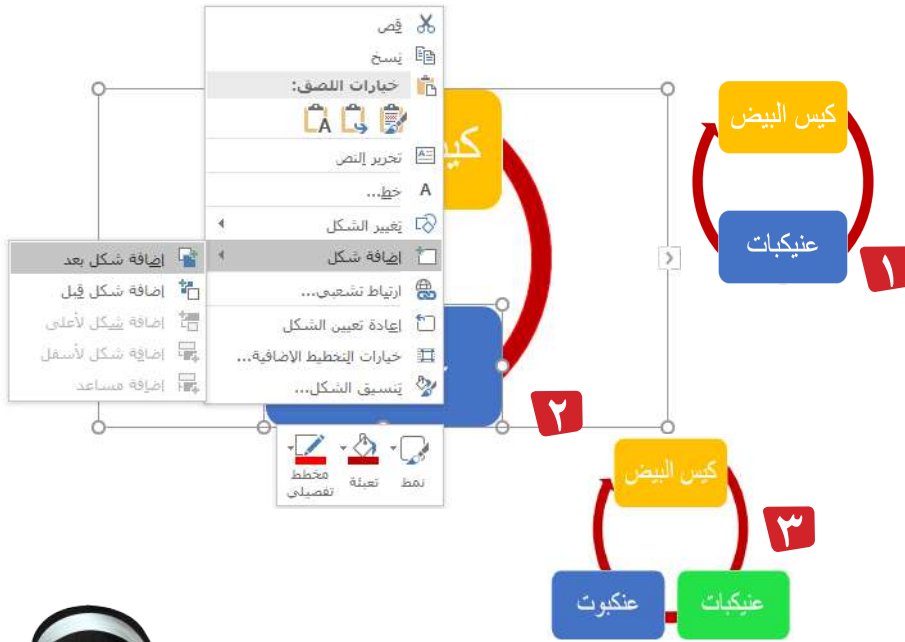 كيس البيض
عنيكبات
١
قص
نسخ
خيارات اللصق:
A
تحرير النص
A خط...
تغيير الشكل
إضافة شكل
ارتباط تشعبي...
إعادة تعيين الشكل
خيارات التخطيط الإضافية...
تنسيق الشكل...
إضافة شكل بعد
إضافة شكل قبل
إضافة شكل لأعلى
إضافة شكل لأسفل
إضافة مساعد
كيـ
٢
نمط
تعبئة
مخطط
تفصيلي
كيس البيض
عنيكبات
عنكبوت
٣